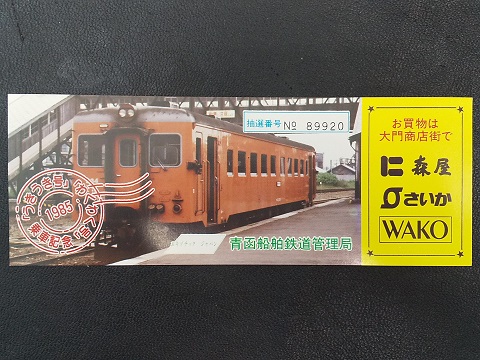 抽選番号 No 89920
1985
乗車記念
青函船舶鉄道管理局
お買物は
大門商店街で
森屋
さいか
WAKO